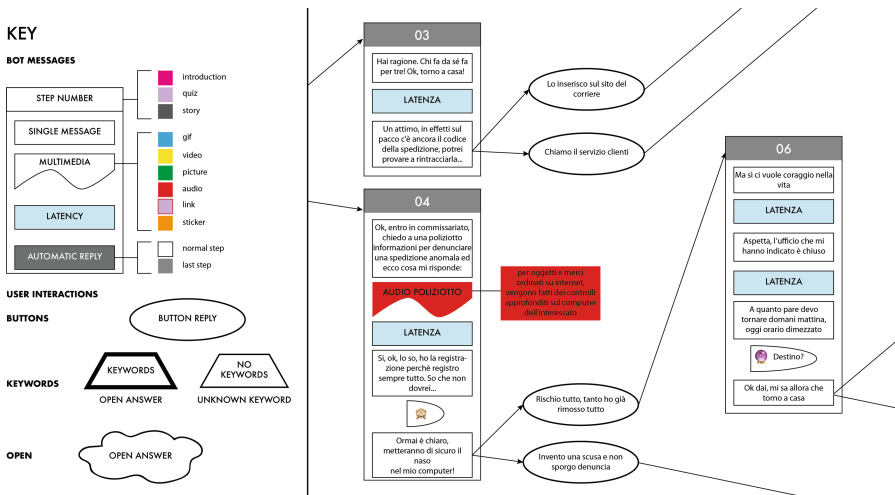 KEY
BOT MESSAGES
STEP NUMBER
SINGLE MESSAGE
MULTIMEDIA
LATENCY
AUTOMATIC REPLY
introduction
quiz
story
gif
video
picture
audio
link
sticker
normal step
last step
USER INTERACTIONS
BUTTONS
BUTTON REPLY
KEYWORDS
KEYWORDS
NO
KEYWORDS
OPEN ANSWER
UNKNOWN KEYWORD
OPEN
OPEN ANSWER
03
Hai ragione. Chi fa da sé fa
per tre! Ok, torno a casa!
LATENZA
Un attimo, in effetti sul
pacco c'è ancora il codice
della spedizione, potrei
provare a rintracciarla...
Lo inserisco sul sito del
corriere
Chiamo il servizio clienti
04
Ok, entro in commissariato,
chiedo a una poliziotto
informazioni per denunciare
una spedizione anomala ed
ecco cosa mi risponde:
AUDIO POLIZIOTTO
per oggetti e merci
ordinati su internet,
vengono fatti dei controlli
approfonditi sul computer
dell'interessato
LATENZA
Si, ok, lo so, ho la registra-
zione perchè registro
sempre tutto. So che non
dovrei...
Ormai è chiaro,
metteranno di sicuro il
naso
nel mio computer!
Rischio tutto, tanto ho già
rimosso tutto
Invento una scusa e non
sporgo denuncia
06
Ma sì ci vuole coraggio nella
vita
LATENZA
Aspetta, l'ufficio che mi
hanno indicato è chiuso
LATENZA
A quanto pare devo
tornare domani mattina,
oggi orario dimezzato
Destino?
Ok dai, mi sa allora che
torno a casa